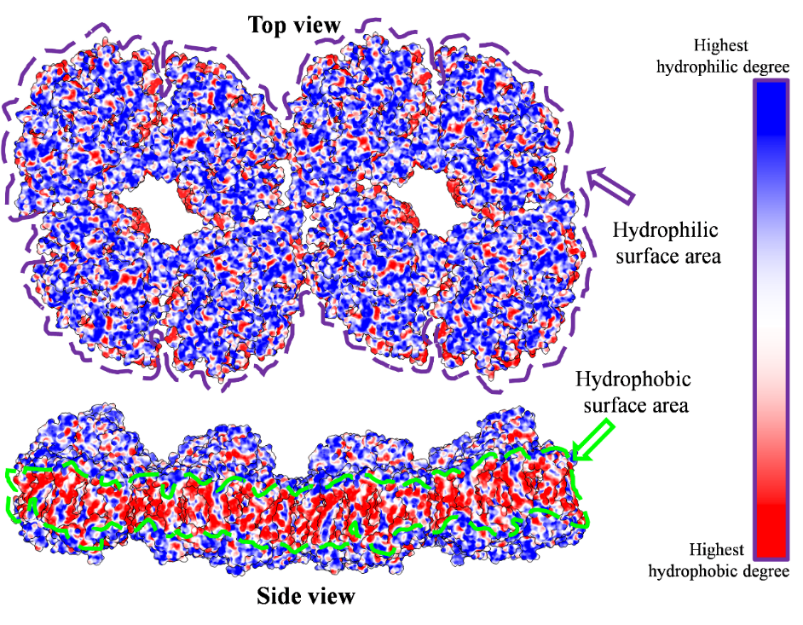 Top view
Highest
hydrophilic degree
Hydrophilic
surface area
Hydrophobic
surface area
Highest
hydrophobic degree
Side view